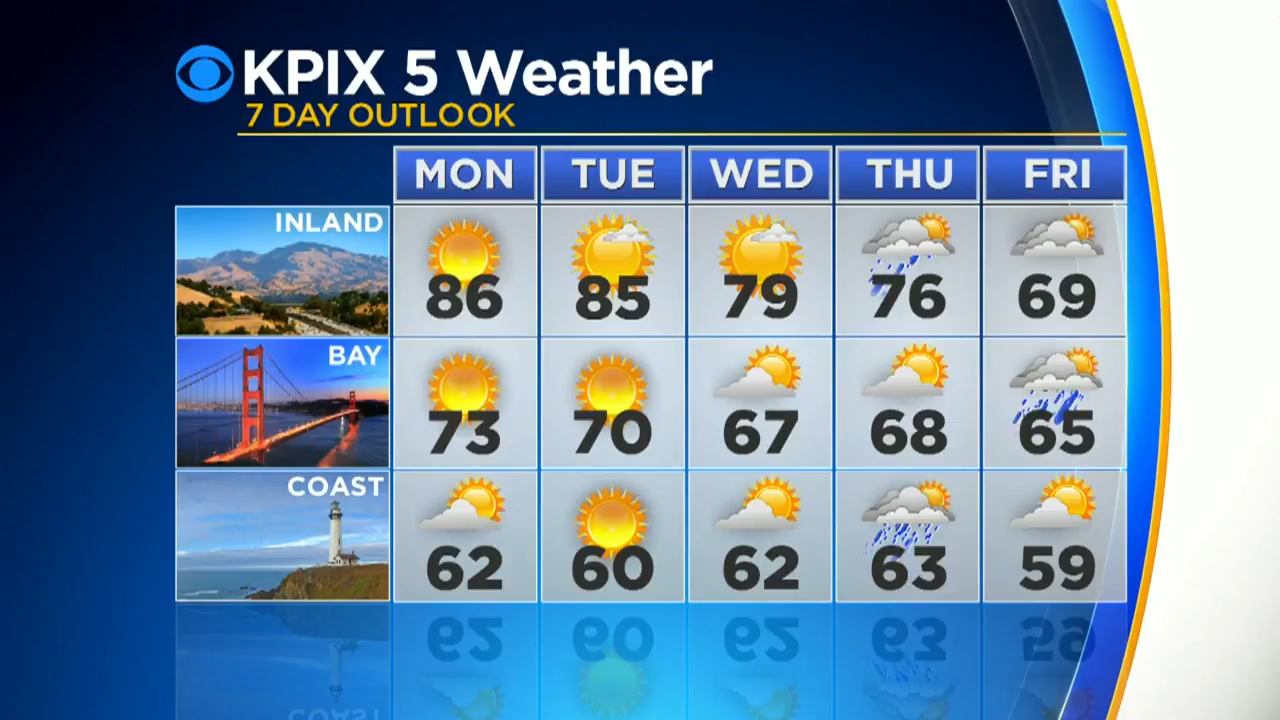 KPIX 5 Weather
7 DAY OUTLOOK
MON TUE WED THU FRI
INLAND
86 85 79 76 69
BAY
73 70 67 68 65
COAST
62 60 62 63 59